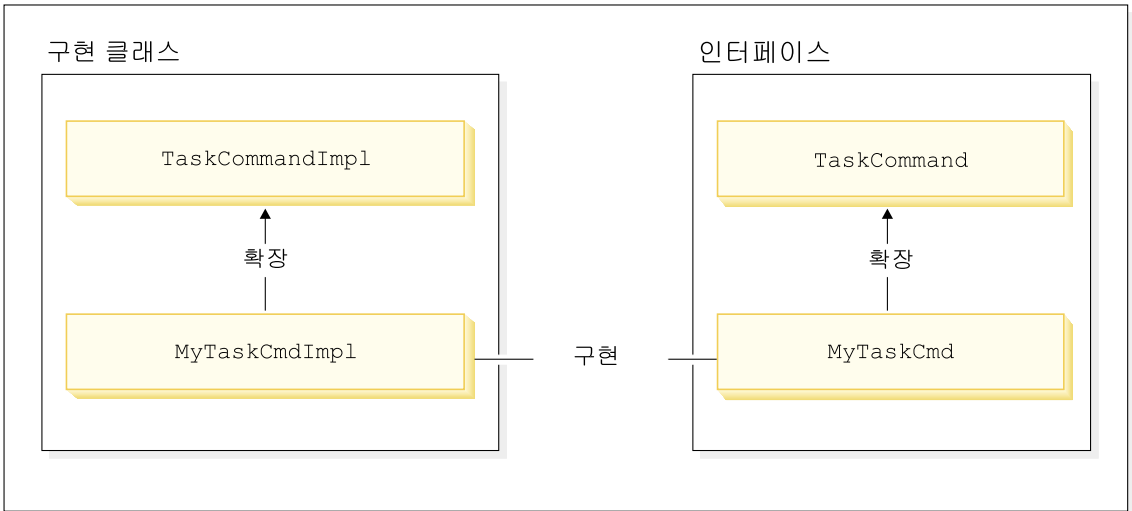 구현 클래스
인터페이스
TaskCommandImpl
TaskCommand
확장
확장
MyTaskCmdImpl
구현
MyTaskCmd